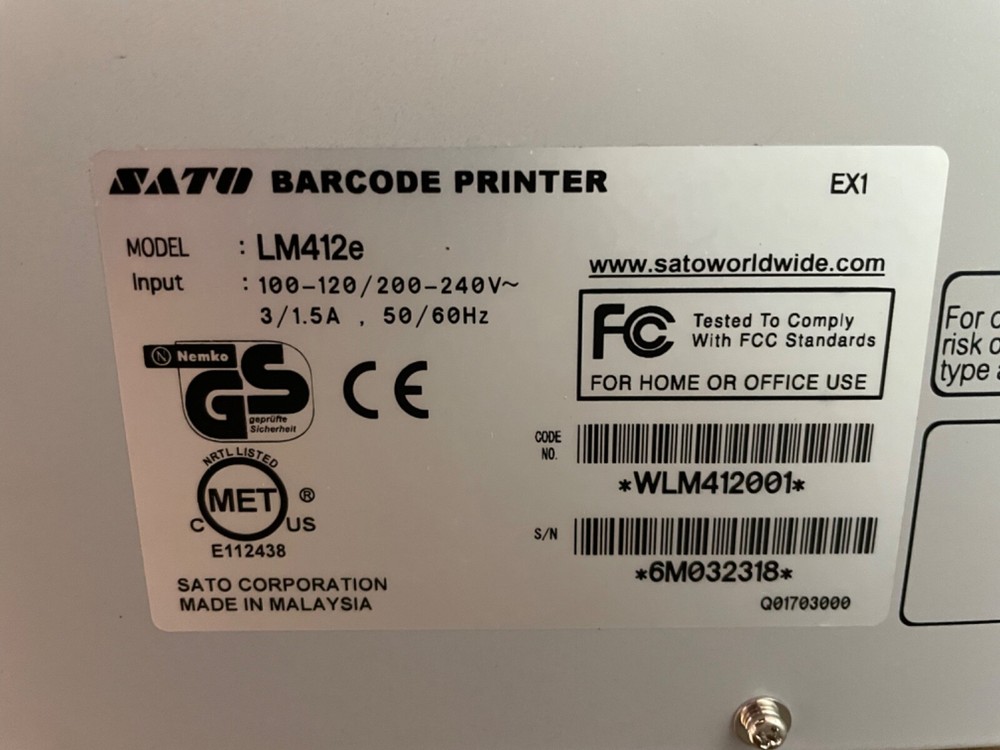 SATO BARCODE PRINTER EX1
MODEL : LM412e
Input : 100-120/200-240V~
3/1.5A , 50/60Hz
www.satoworldwide.com
FC Tested To Comply
With FCC Standards
FOR HOME OR OFFICE USE
N Nemko
GS
geprüfte
Sicherheit
CE
NRTL LISTED
MET ®
C US
E112438
SATO CORPORATION
MADE IN MALAYSIA
CODE
NO.
*WLM412001*
S/N
*6M032318*
Q01703000
For
risk
type